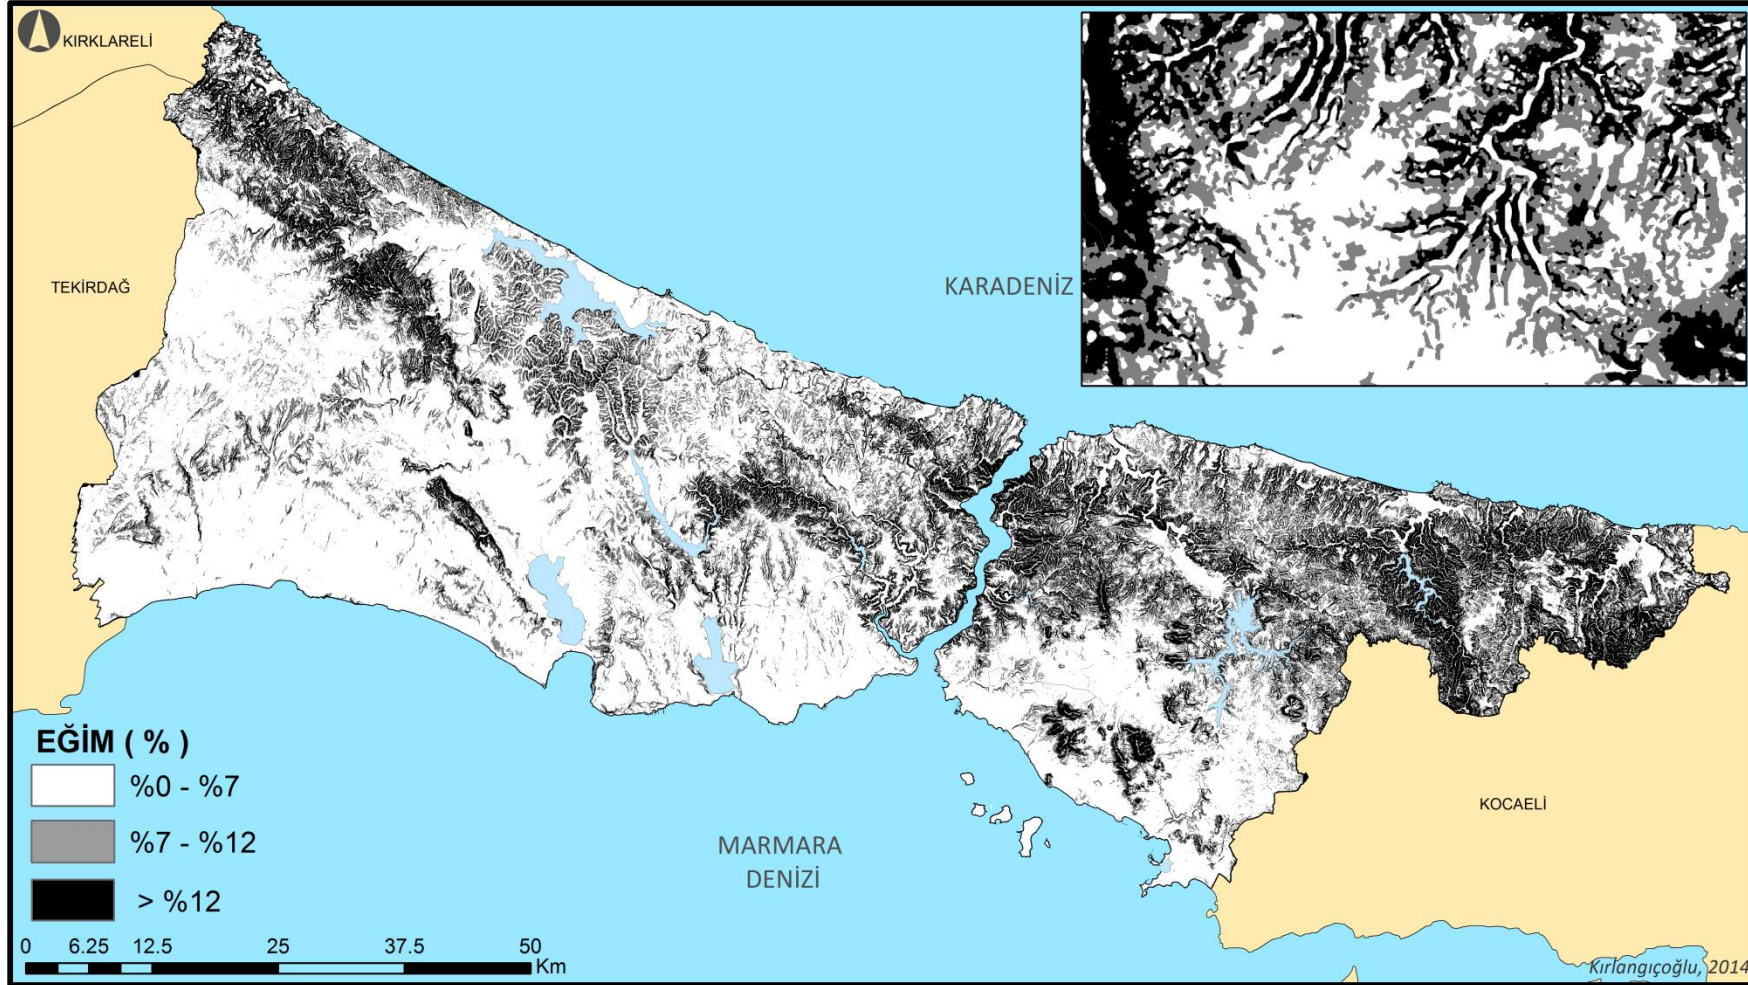 KIRKLARELİ
TEKİRDAĞ
KARADENİZ
KOCAELİ
MARMARA
DENİZİ
EĞİM ( % )
%0 - %7
%7 - %12
> %12
0 6.25 12.5 25 37.5 50
Km
Kırlangıçoğlu, 2014